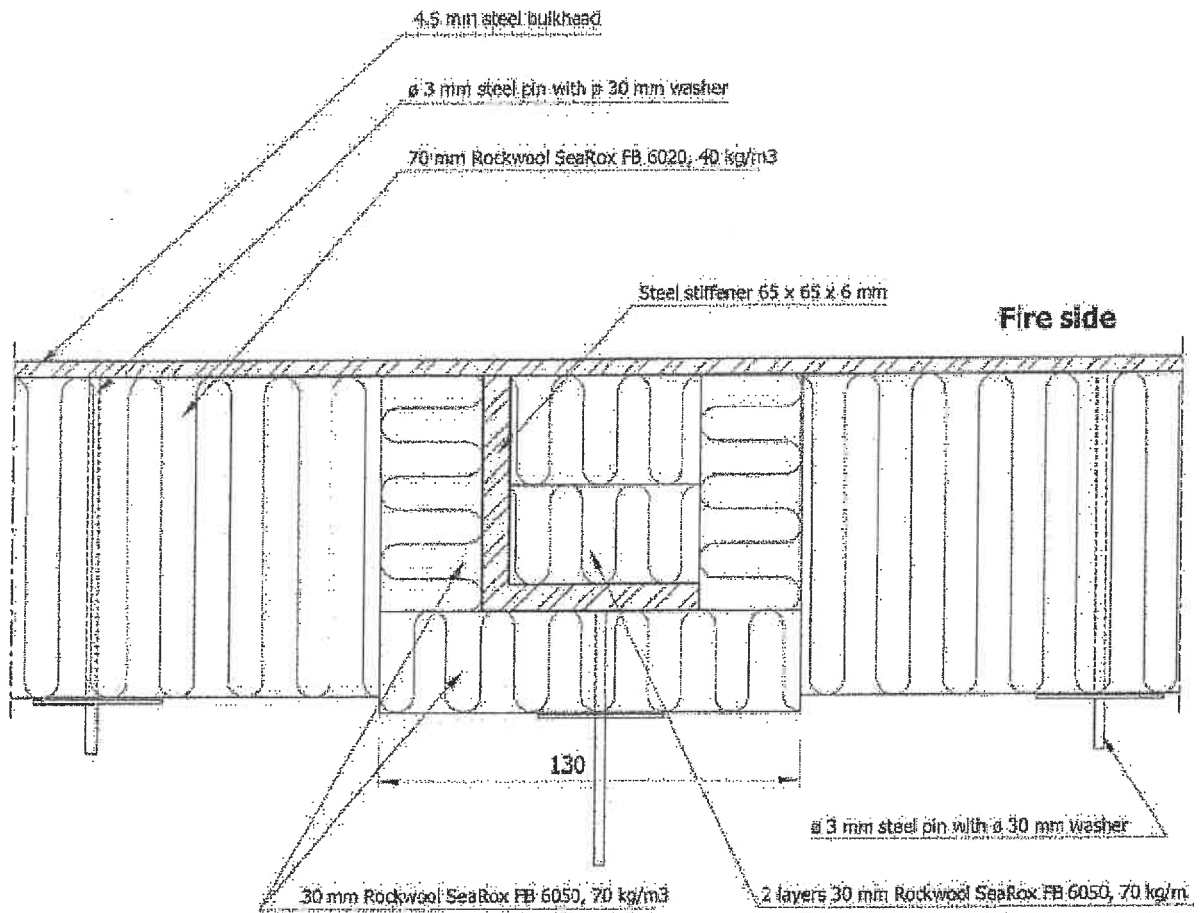 4.5 mm steel bulkhead
ø 3 mm steel pin with ø 30 mm washer
70 mm Rockwool SeaRox FB 6020, 40 kg/m3
Steel stiffener 65 x 65 x 6 mm
Fire side
130
ø 3 mm steel pin with ø 30 mm washer
30 mm Rockwool SeaRox FB 6050, 70 kg/m3
2 layers 30 mm Rockwool SeaRox FB 6050, 70 kg/m